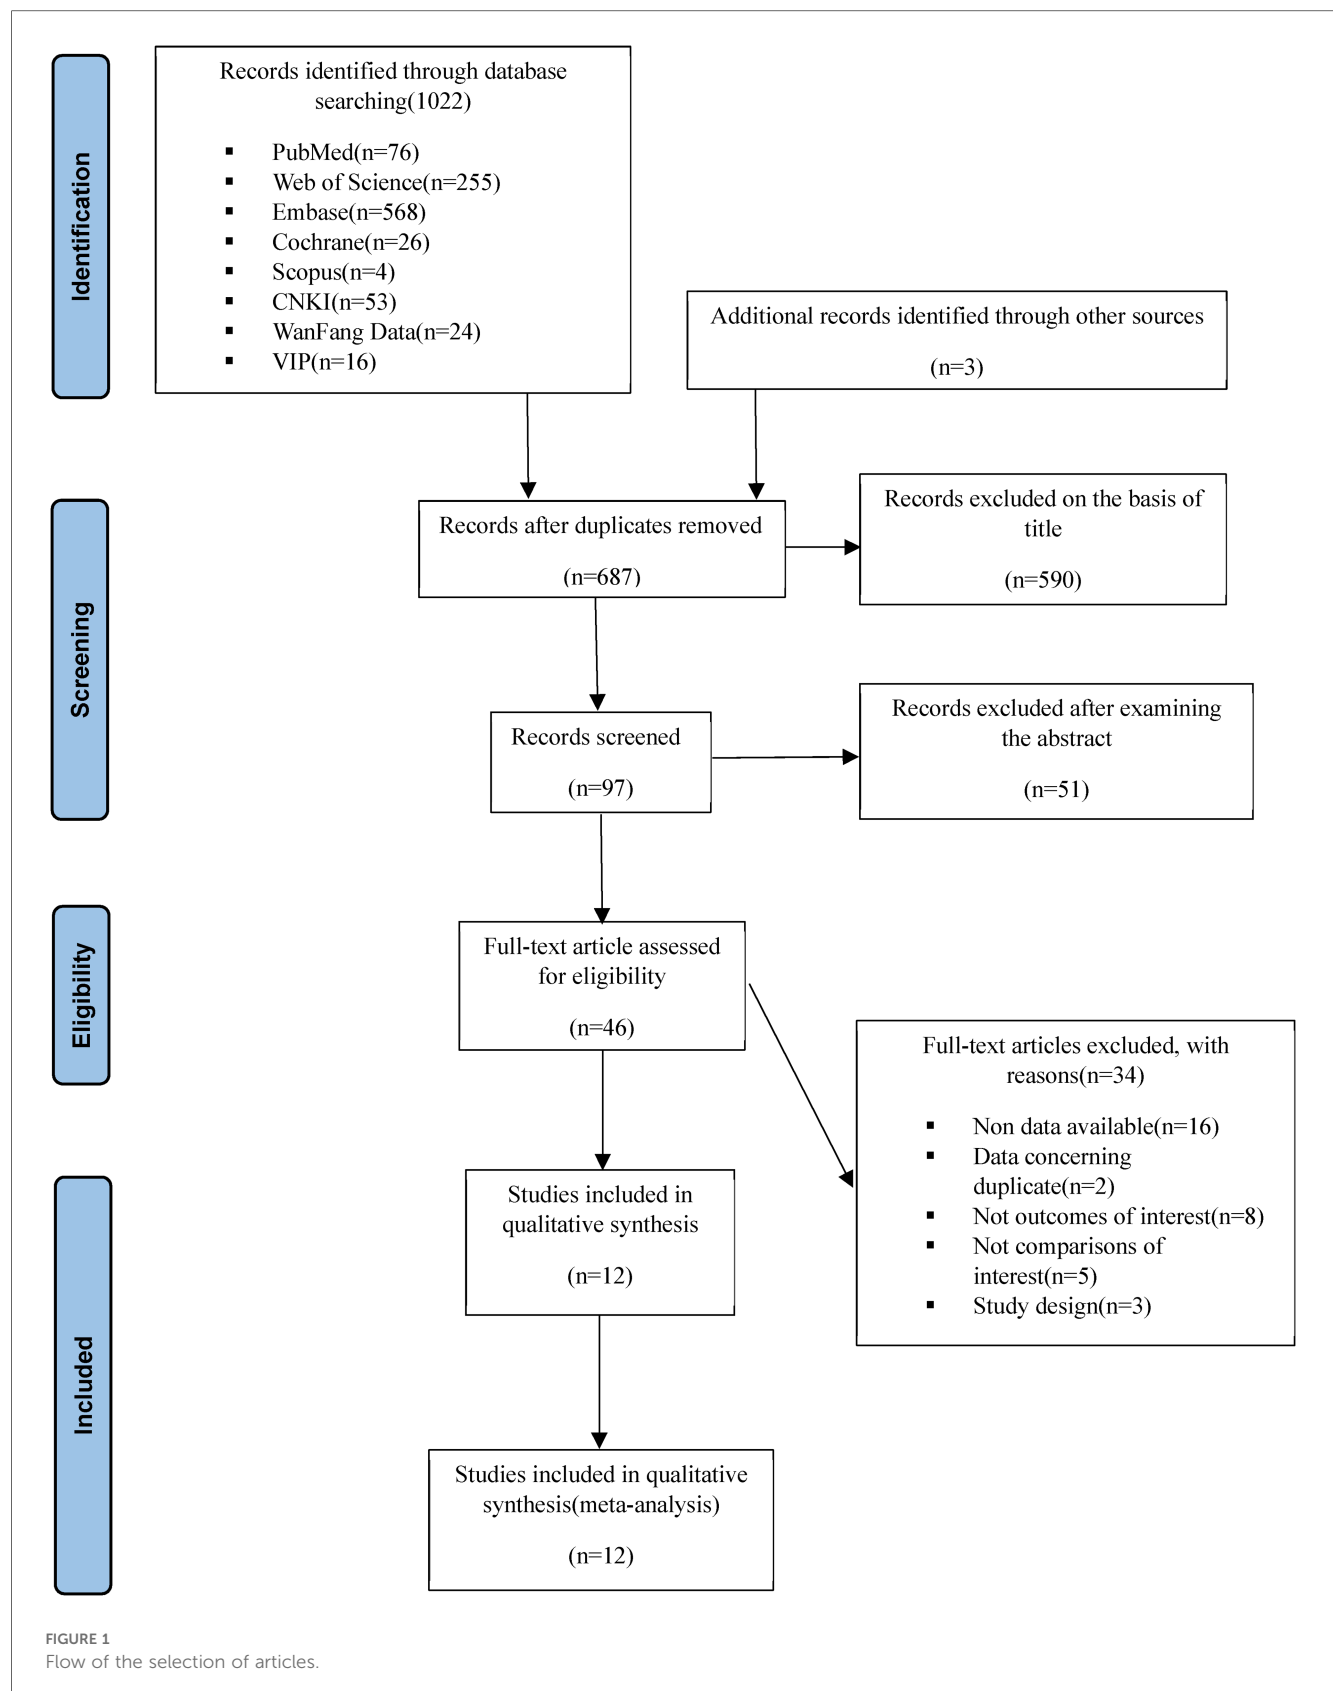 Identification
Records identified through database
searching(1022)
▪ PubMed(n=76)
▪ Web of Science(n=255)
▪ Embase(n=568)
▪ Cochrane(n=26)
▪ Scopus(n=4)
▪ CNKI(n=53)
▪ WanFang Data(n=24)
▪ VIP(n=16)
Additional records identified through other sources
(n=3)
Screening
Records after duplicates removed
(n=687)
Records excluded on the basis of
title
(n=590)
Records screened
(n=97)
Records excluded after examining
the abstract
(n=51)
Eligibility
Full-text article assessed
for eligibility
(n=46)
Full-text articles excluded, with
reasons(n=34)
▪ Non data available(n=16)
▪ Data concerning
duplicate(n=2)
▪ Not outcomes of interest(n=8)
▪ Not comparisons of
interest(n=5)
▪ Study design(n=3)
Included
Studies included in
qualitative synthesis
(n=12)
Studies included in qualitative
synthesis(meta-analysis)
(n=12)
FIGURE 1
Flow of the selection of articles.